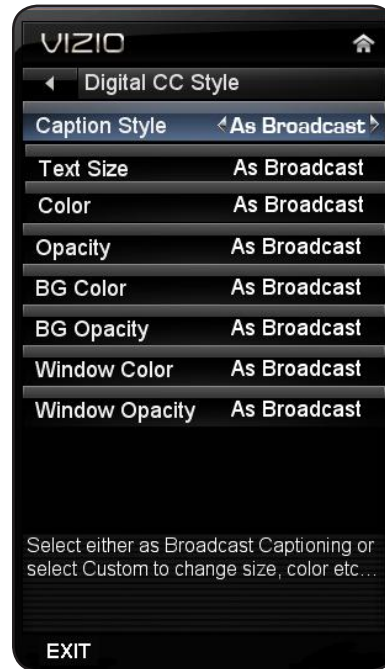 VIZIO
Digital CC Style
Caption Style As Broadcast
Text Size As Broadcast
Color As Broadcast
Opacity As Broadcast
BG Color As Broadcast
BG Opacity As Broadcast
Window Color As Broadcast
Window Opacity As Broadcast
Select either as Broadcast Captioning or
select Custom to change size, color etc...
EXIT